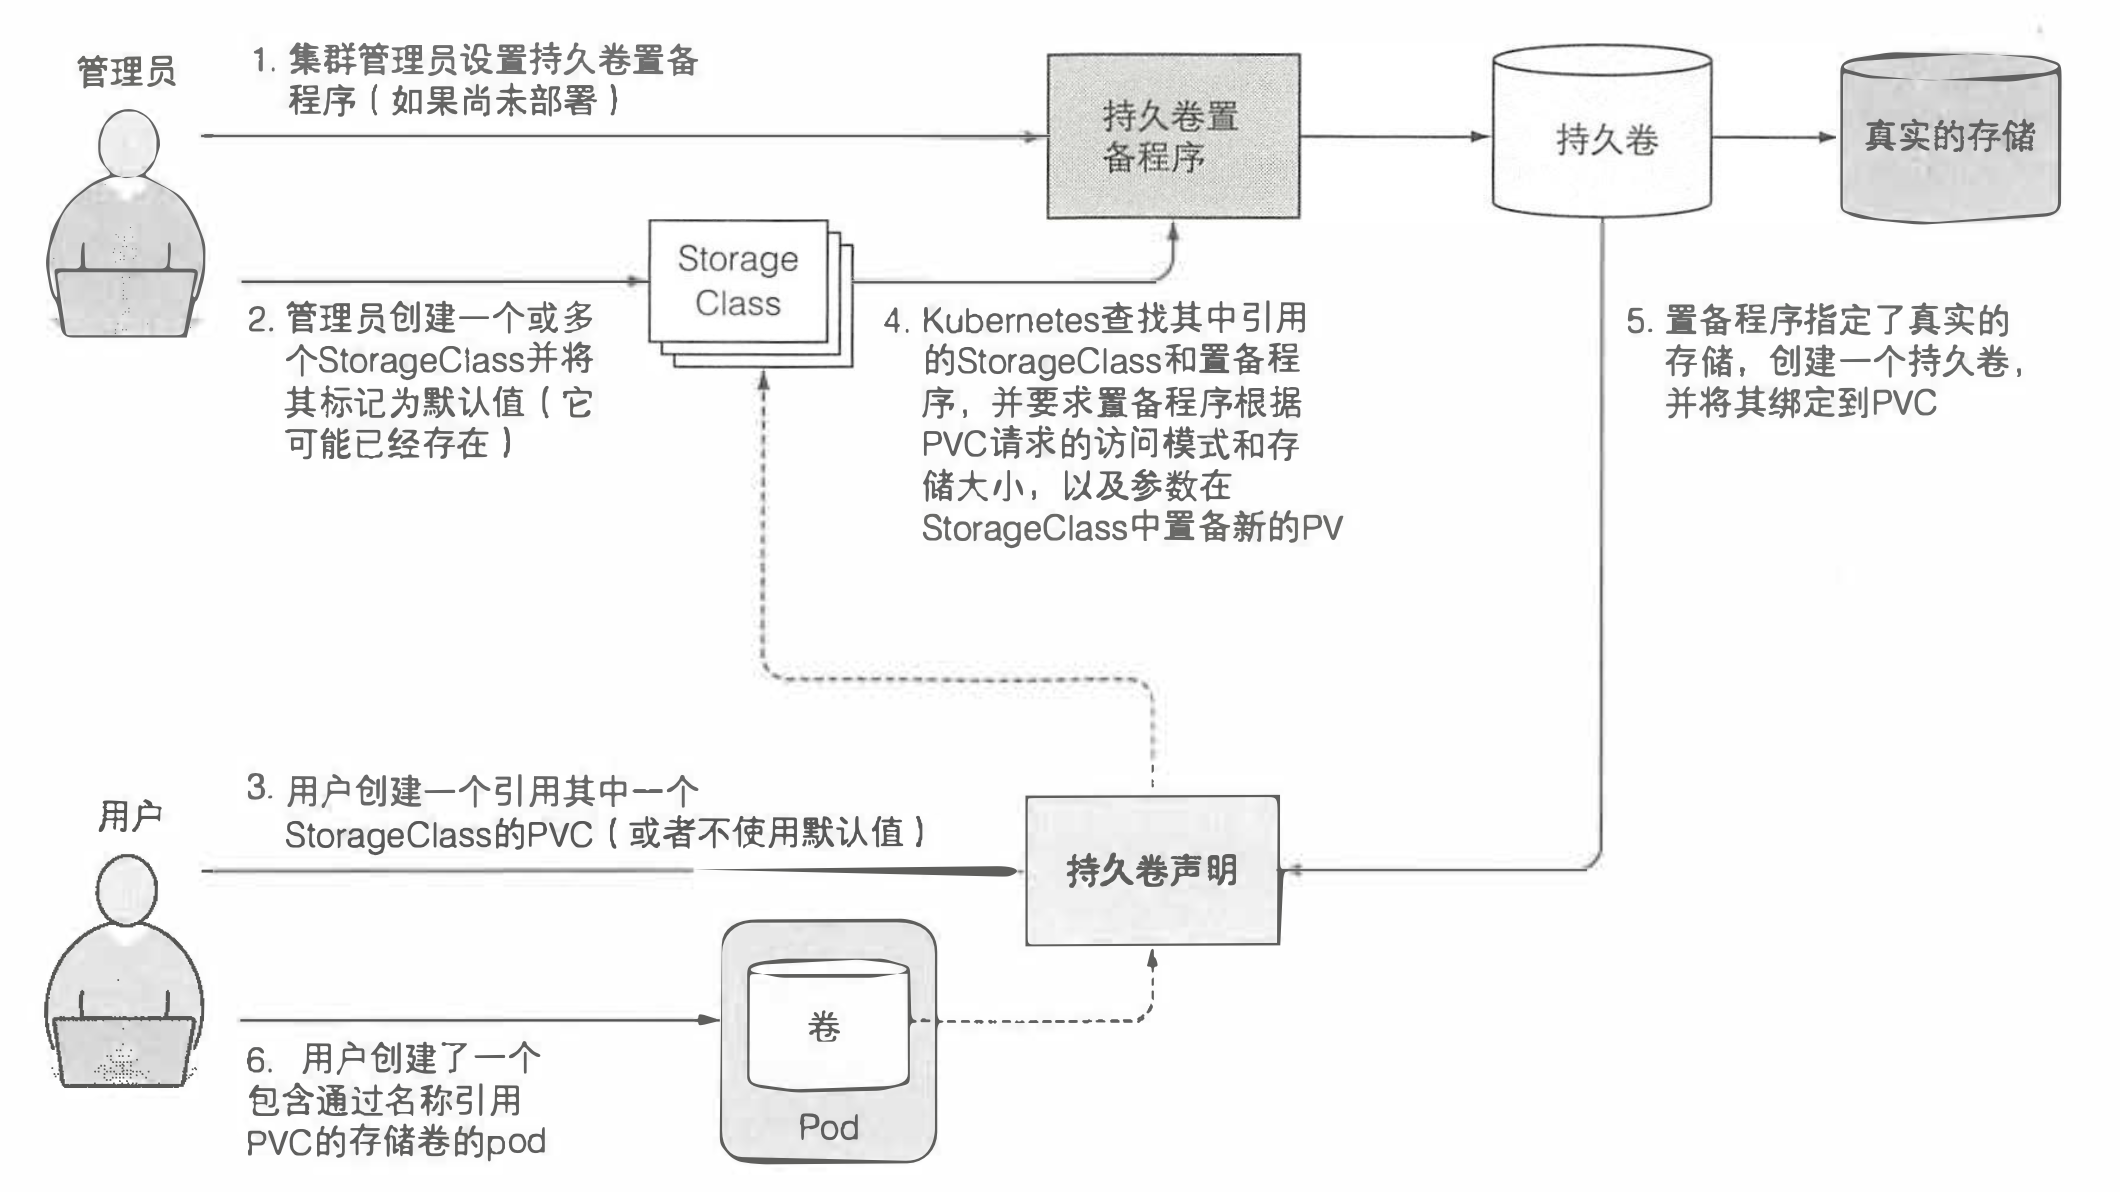 管理员
1. 集群管理员设置持久卷置备
程序（如果尚未部署）
持久卷置
备程序
持久卷
真实的存储
Storage
Class
2. 管理员创建一个或多
个StorageClass并将
其标记为默认值（它
可能已经存在）
4. Kubernetes查找其中引用
的StorageClass和置备程
序，并要求置备程序根据
PVC请求的访问模式和存
储大小，以及参数在
StorageClass中置备新的PV
5. 置备程序指定了真实的
存储，创建一个持久卷，
并将其绑定到PVC
用户
3. 用户创建一个引用其中一个
StorageClass的PVC（或者不使用默认值）
持久卷声明
卷
Pod
6. 用户创建了一个
包含通过名称引用
PVC的存储卷的pod